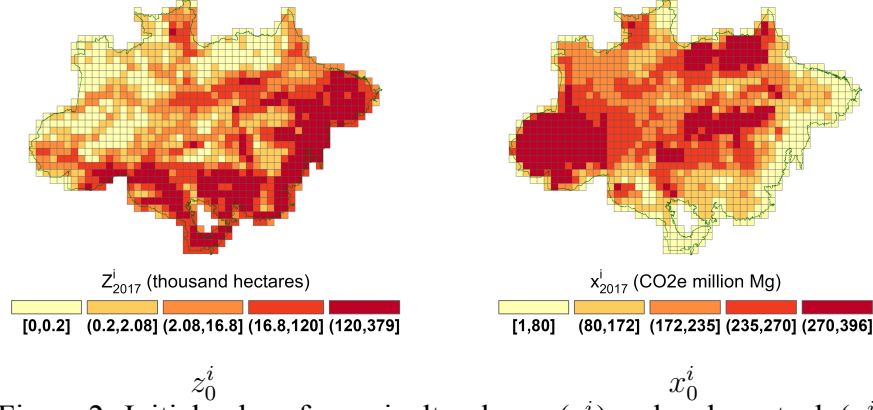 Z^i_2017 (thousand hectares)
[0,0.2] (0.2,2.08] (2.08,16.8] (16.8,120] (120,379]
x^i_2017 (CO2e million Mg)
[1,80] (80,172] (172,235] (235,270] (270,396]
z^i_0 x^i_0